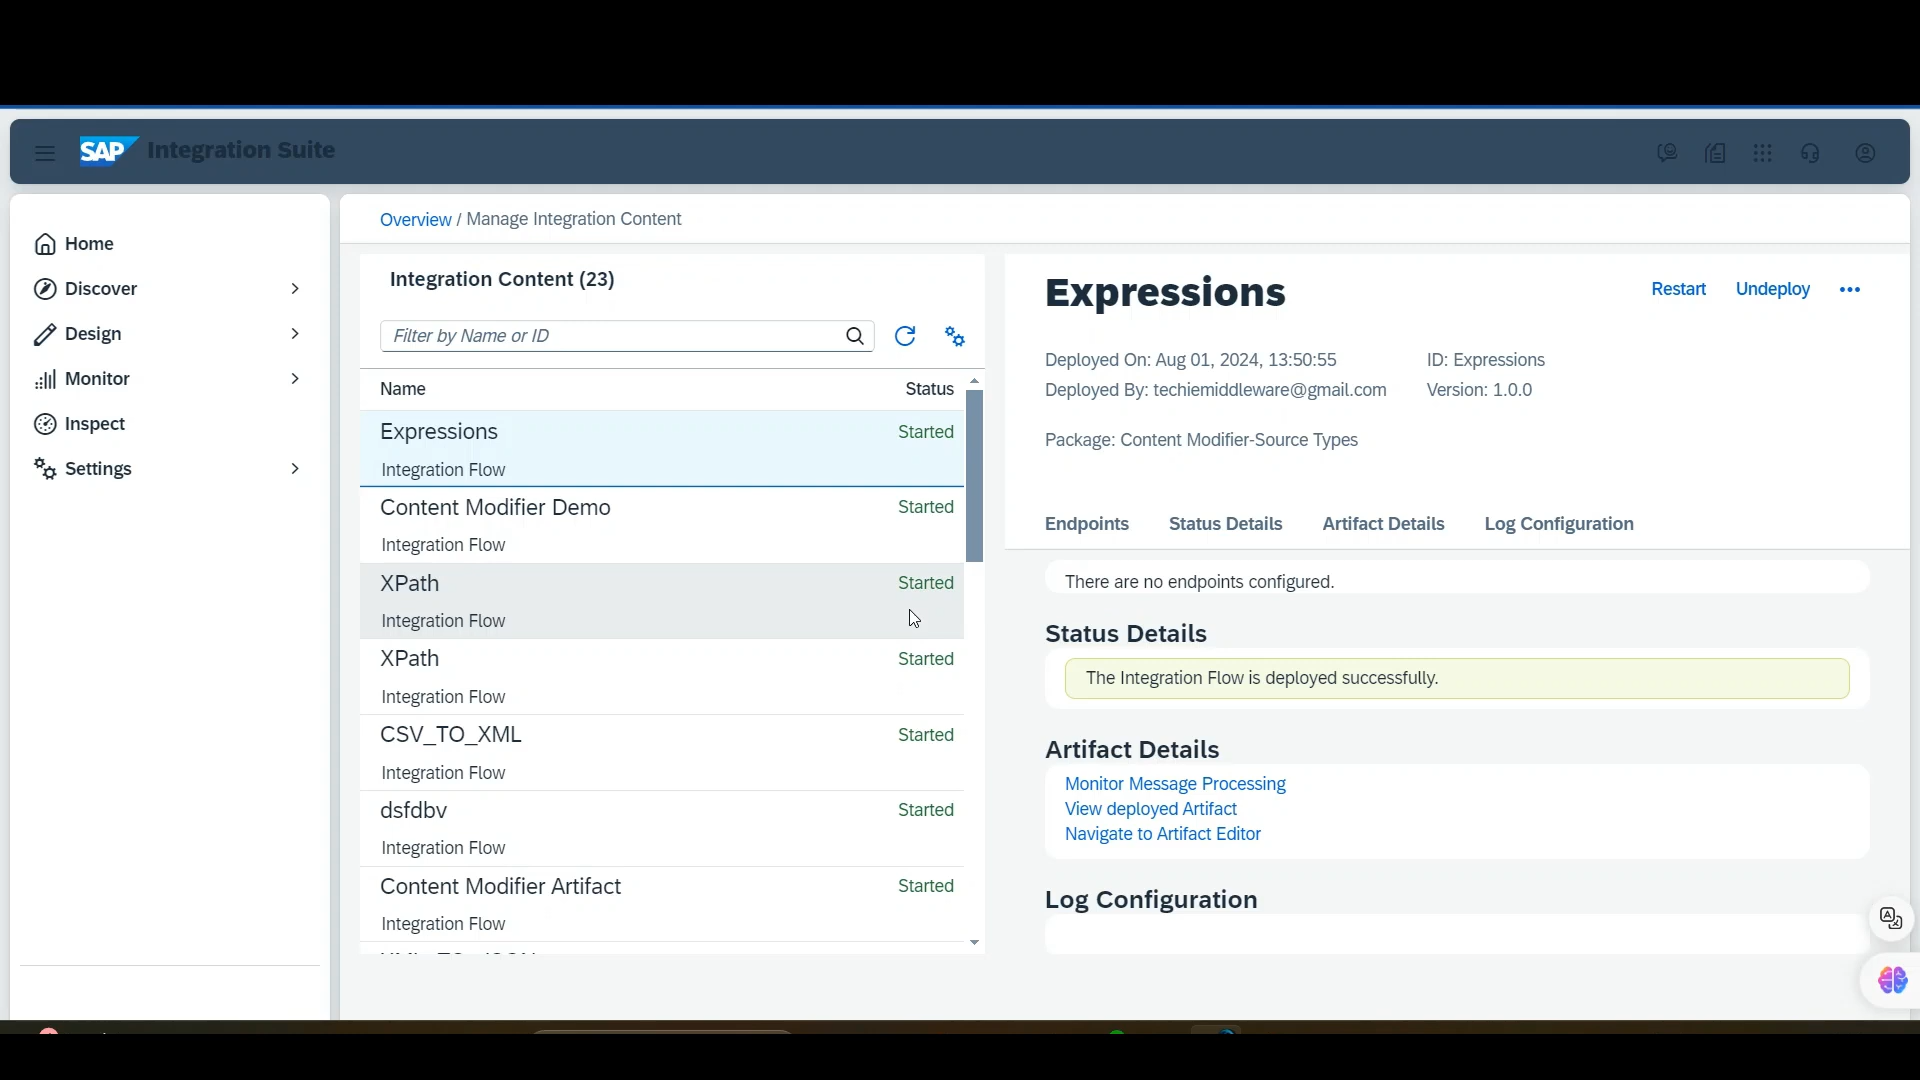 SAP Integration Suite
Home
Discover
Design
Monitor
Inspect
Settings
Overview / Manage Integration Content
Integration Content (23)
Filter by Name or ID
Name Status
Expressions Started
Integration Flow
Content Modifier Demo Started
Integration Flow
XPath Started
Integration Flow
XPath Started
Integration Flow
CSV_TO_XML Started
Integration Flow
dsfdbv Started
Integration Flow
Content Modifier Artifact Started
Integration Flow
Expressions
Restart Undeploy
Deployed On: Aug 01, 2024, 13:50:55 ID: Expressions
Deployed By: techiemiddleware@gmail.com Version: 1.0.0
Package: Content Modifier-Source Types
Endpoints Status Details Artifact Details Log Configuration
There are no endpoints configured.
Status Details
The Integration Flow is deployed successfully.
Artifact Details
Monitor Message Processing
View deployed Artifact
Navigate to Artifact Editor
Log Configuration